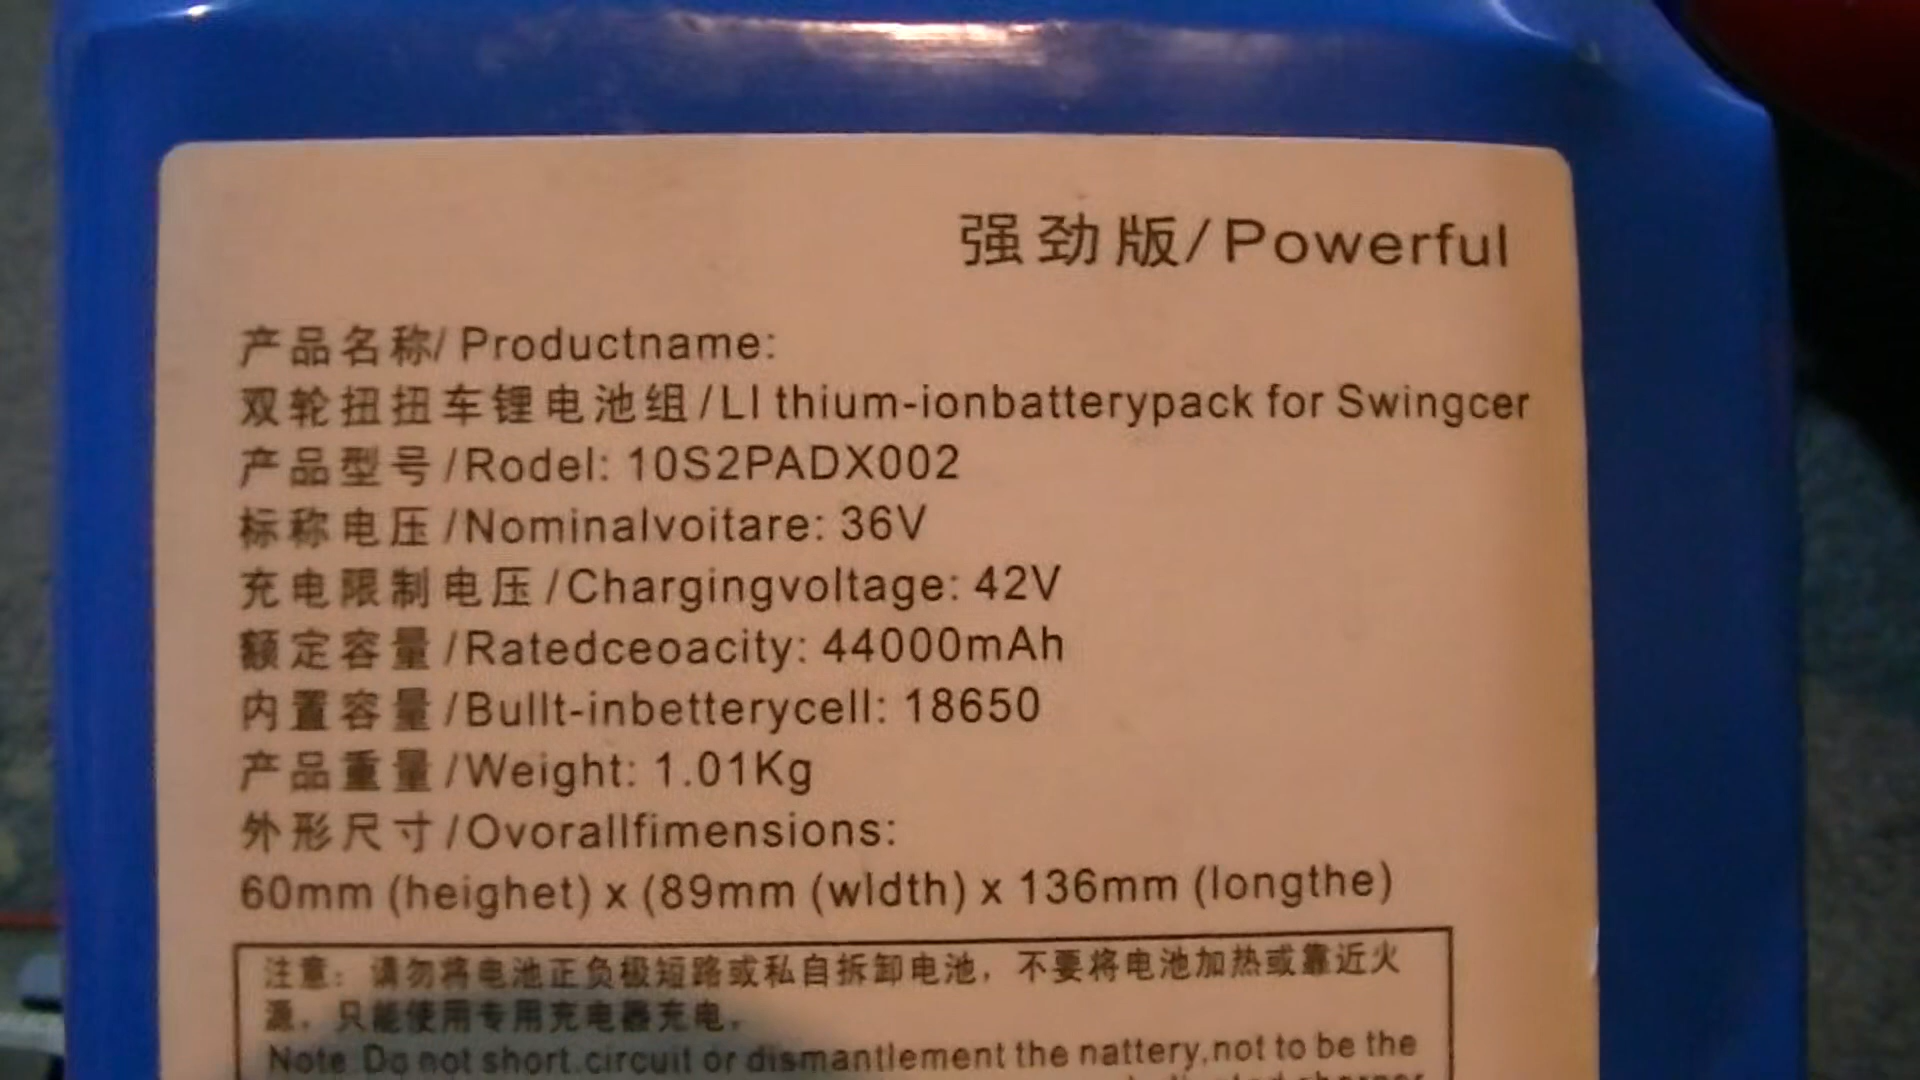 强劲版/Powerful
产品名称/ Productname:
双轮扭扭车锂电池组/LI thium-ionbatterypack for Swingcer
产品型号/Rodel: 10S2PADX002
标称电压/Nominalvoitare: 36V
充电限制电压/Chargingvoltage: 42V
额定容量/Ratedceoacity: 44000mAh
内置容量/Bullt-inbetterycell: 18650
产品重量/Weight: 1.01Kg
外形尺寸/Ovorallfimensions:
60mm (heighet) x (89mm (wldth) x 136mm (longthe)
注意：请勿将电池正负极短路或私自拆卸电池，不要将电池加热或靠近火
源，只能使用专用充电器充电，
Note:Do not short.circuit or dismantlement the nattery,not to be the